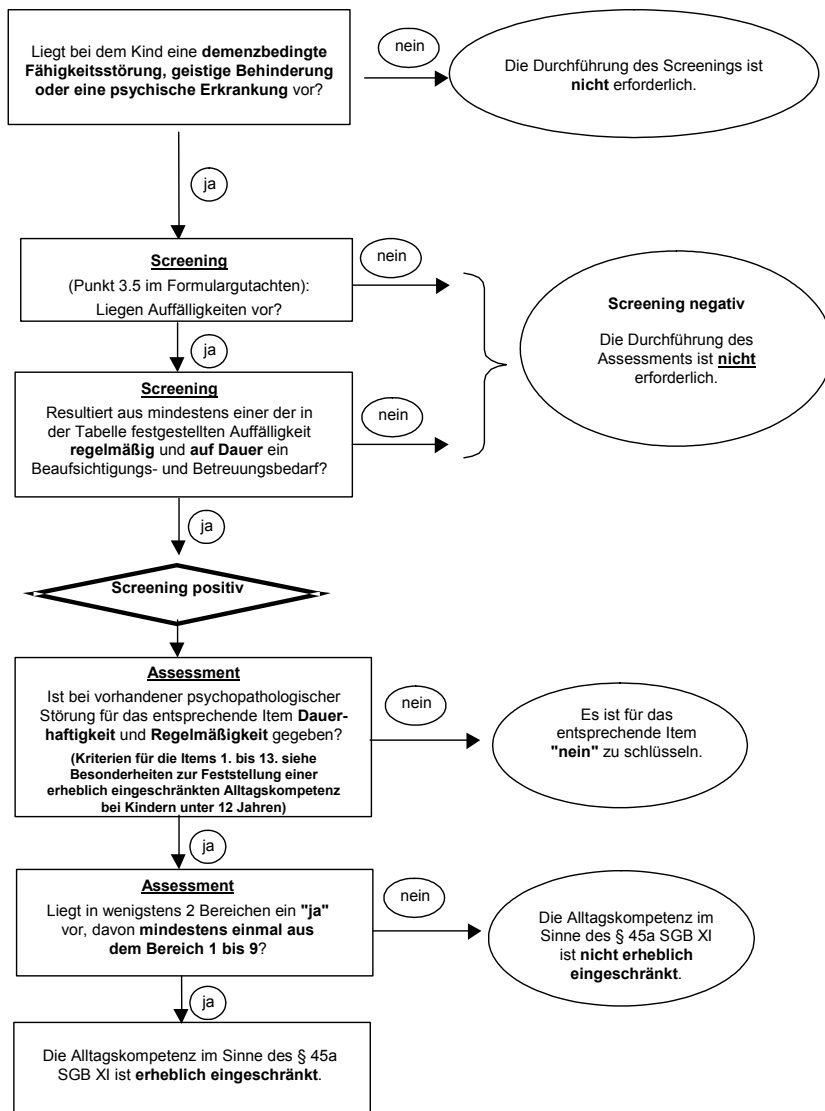 Liegt bei dem Kind eine demenzbedingte
Fähigkeitsstörung, geistige Behinderung
oder eine psychische Erkrankung vor?
nein
Die Durchführung des Screenings ist
nicht erforderlich.
ja
Screening
(Punkt 3.5 im Formulargutachten):
Liegen Auffälligkeiten vor?
nein
Screening negativ
Die Durchführung des
Assessments ist nicht
erforderlich.
ja
Screening
Resultiert aus mindestens einer der in
der Tabelle festgestellten Auffälligkeit
regelmäßig und auf Dauer ein
Beaufsichtigungs- und Betreuungsbedarf?
nein
ja
Screening positiv
Assessment
Ist bei vorhandener psychopathologischer
Störung für das entsprechende Item Dauer-
haftigkeit und Regelmäßigkeit gegeben?
(Kriterien für die Items 1. bis 13. siehe
Besonderheiten zur Feststellung einer
erheblich eingeschränkten Alltagskompetenz
bei Kindern unter 12 Jahren)
nein
Es ist für das
entsprechende Item
"nein" zu schlüsseln.
ja
Assessment
Liegt in wenigstens 2 Bereichen ein "ja"
vor, davon mindestens einmal aus
dem Bereich 1 bis 9?
nein
Die Alltagskompetenz im
Sinne des § 45a SGB XI
ist nicht erheblich
eingeschränkt.
ja
Die Alltagskompetenz im Sinne des § 45a
SGB XI ist erheblich eingeschränkt.